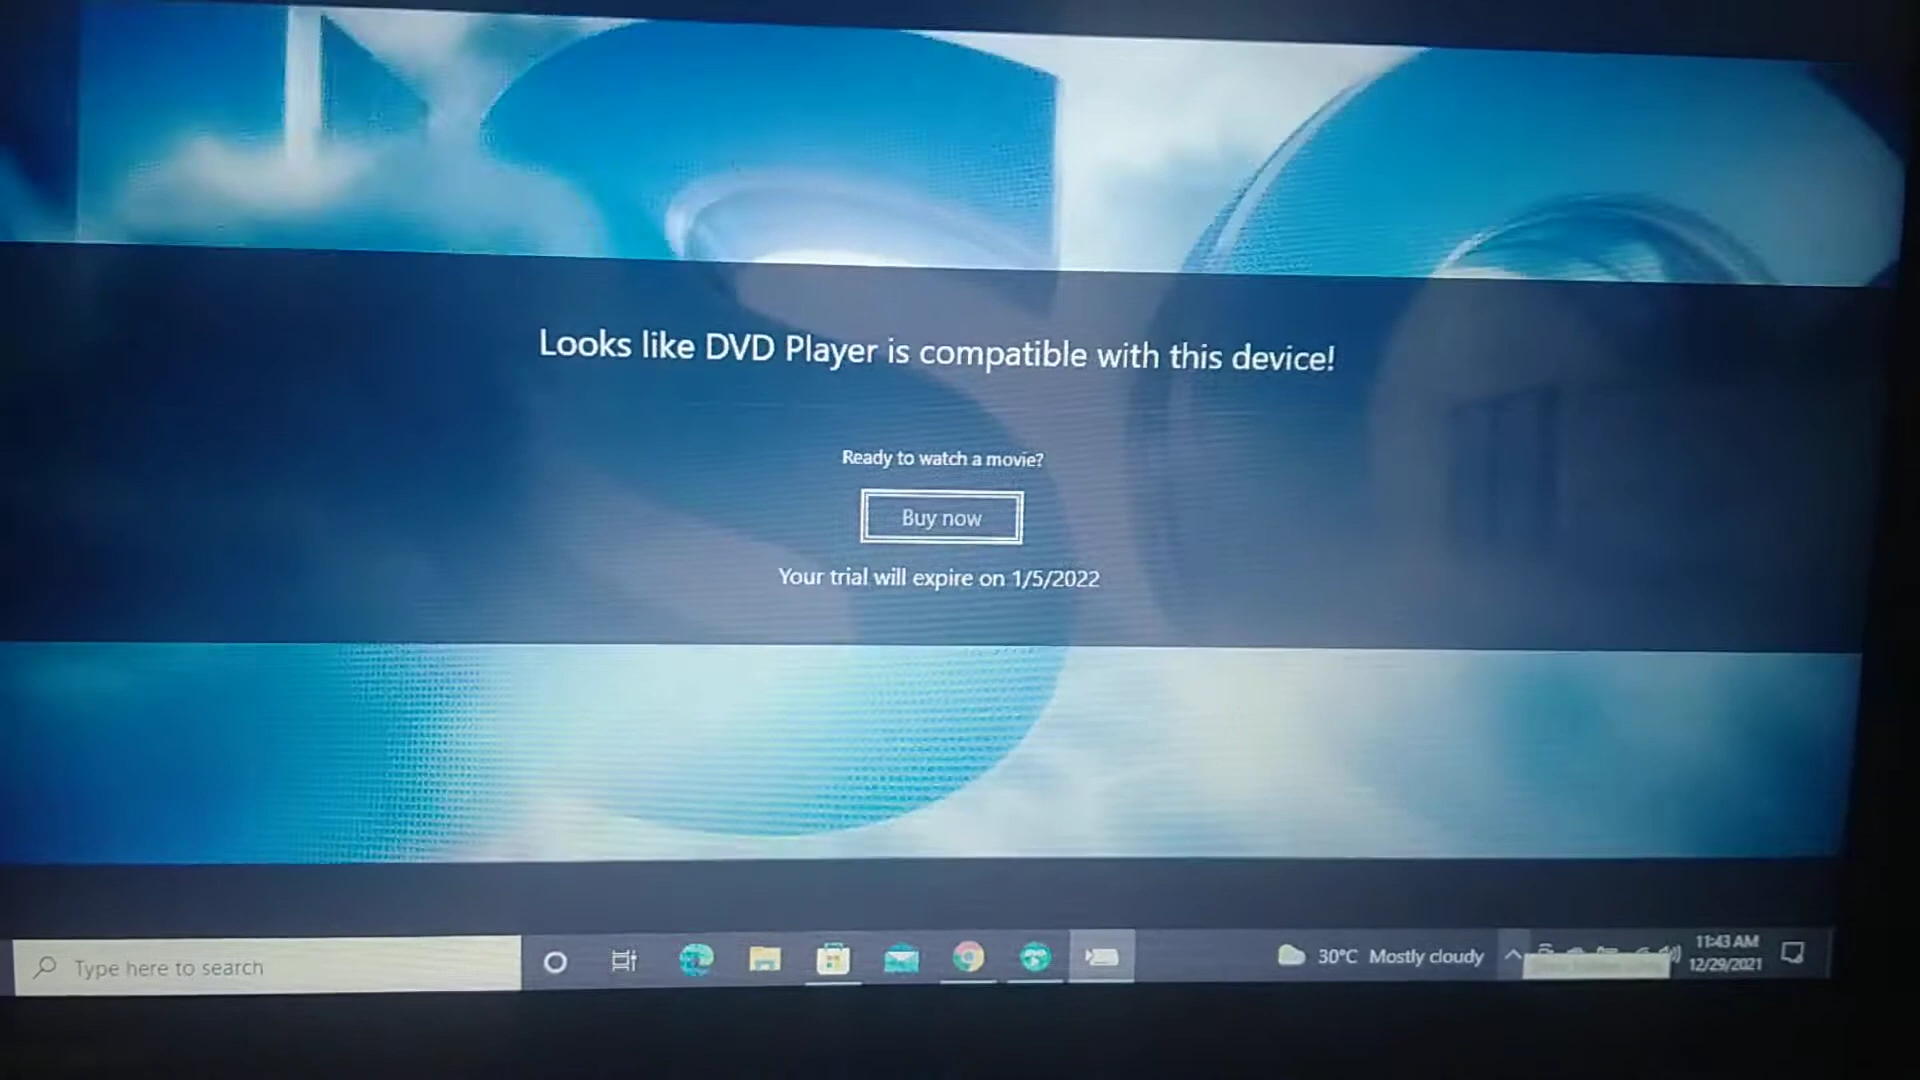 Looks like DVD Player is compatible with this device!
Ready to watch a movie?
Buy now
Your trial will expire on 1/5/2022
Type here to search
30°C Mostly cloudy
11:43 AM
12/29/2021